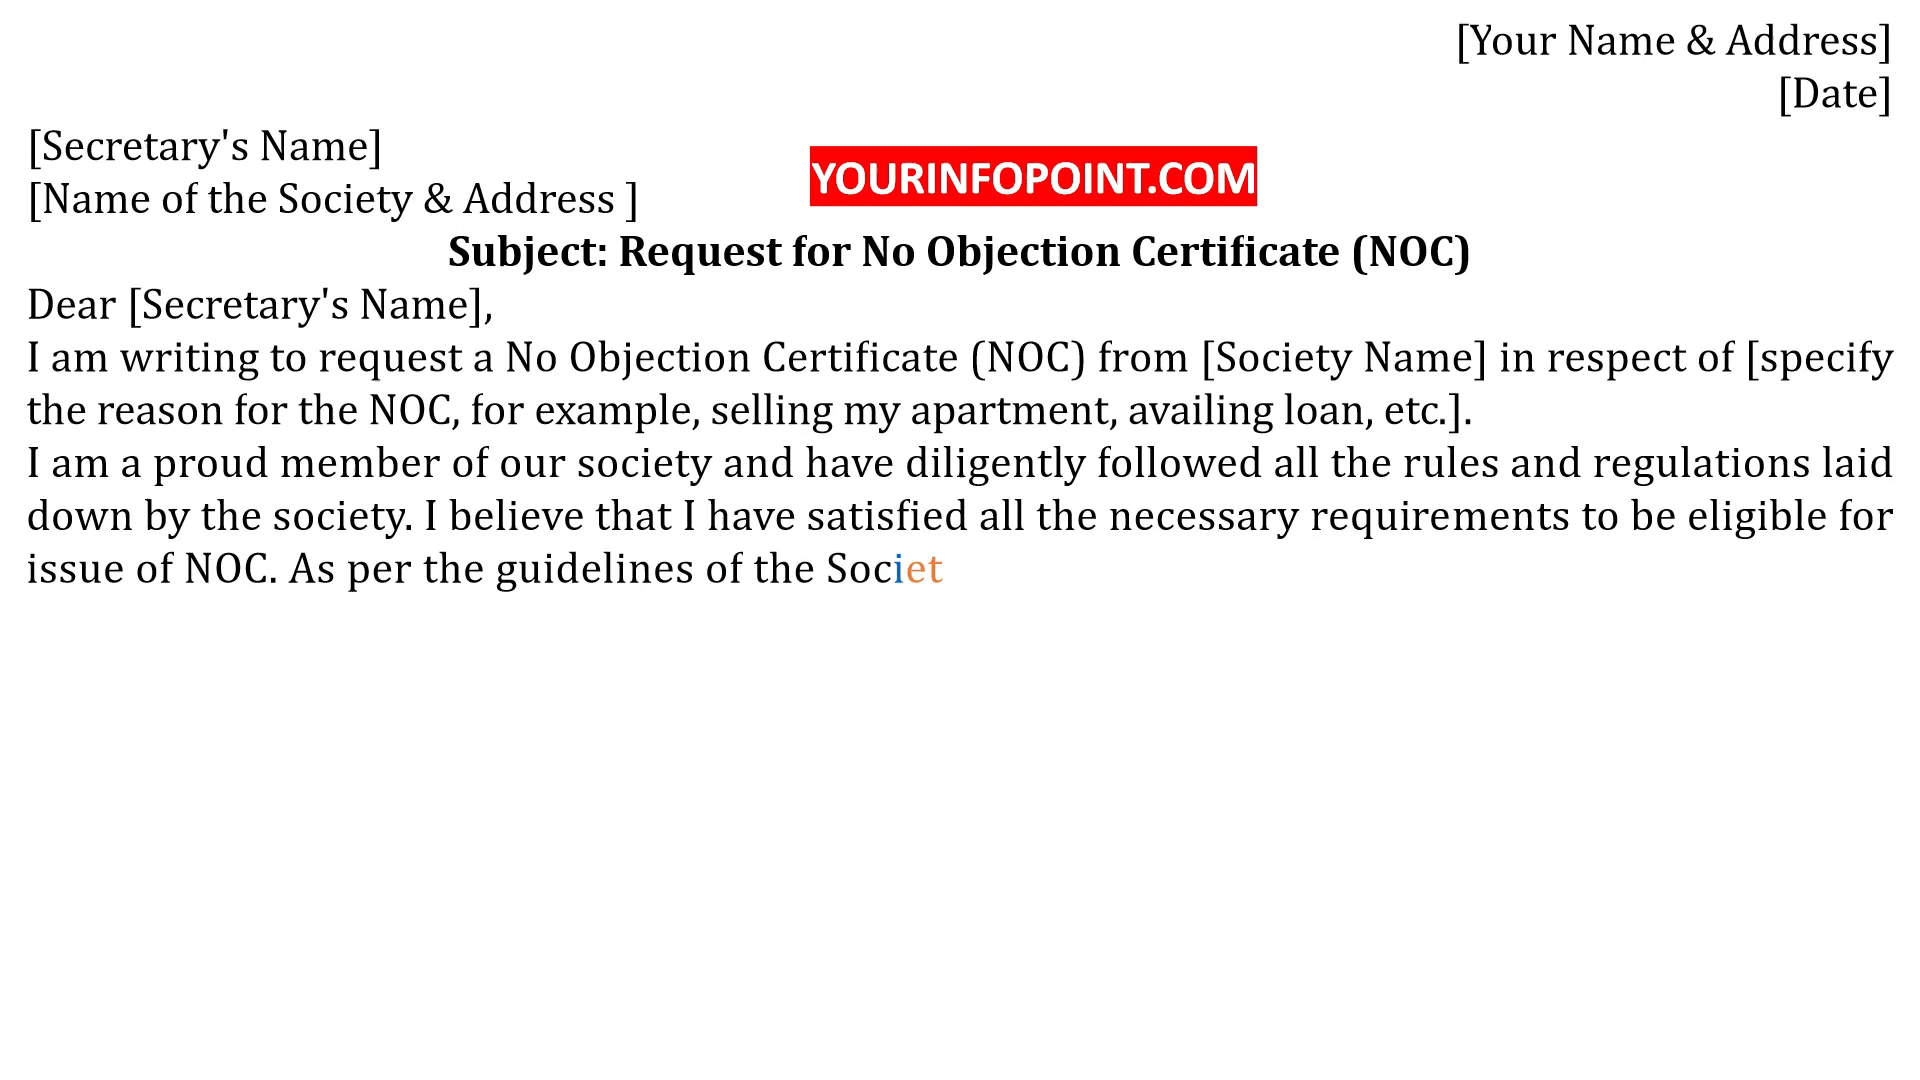 [Your Name & Address]
[Date]
[Secretary's Name]
YOURINFOPOINT.COM
[Name of the Society & Address ]
Subject: Request for No Objection Certificate (NOC)
Dear [Secretary's Name],
I am writing to request a No Objection Certificate (NOC) from [Society Name] in respect of [specify
the reason for the NOC, for example, selling my apartment, availing loan, etc.].
I am a proud member of our society and have diligently followed all the rules and regulations laid
down by the society. I believe that I have satisfied all the necessary requirements to be eligible for
issue of NOC. As per the guidelines of the Societ